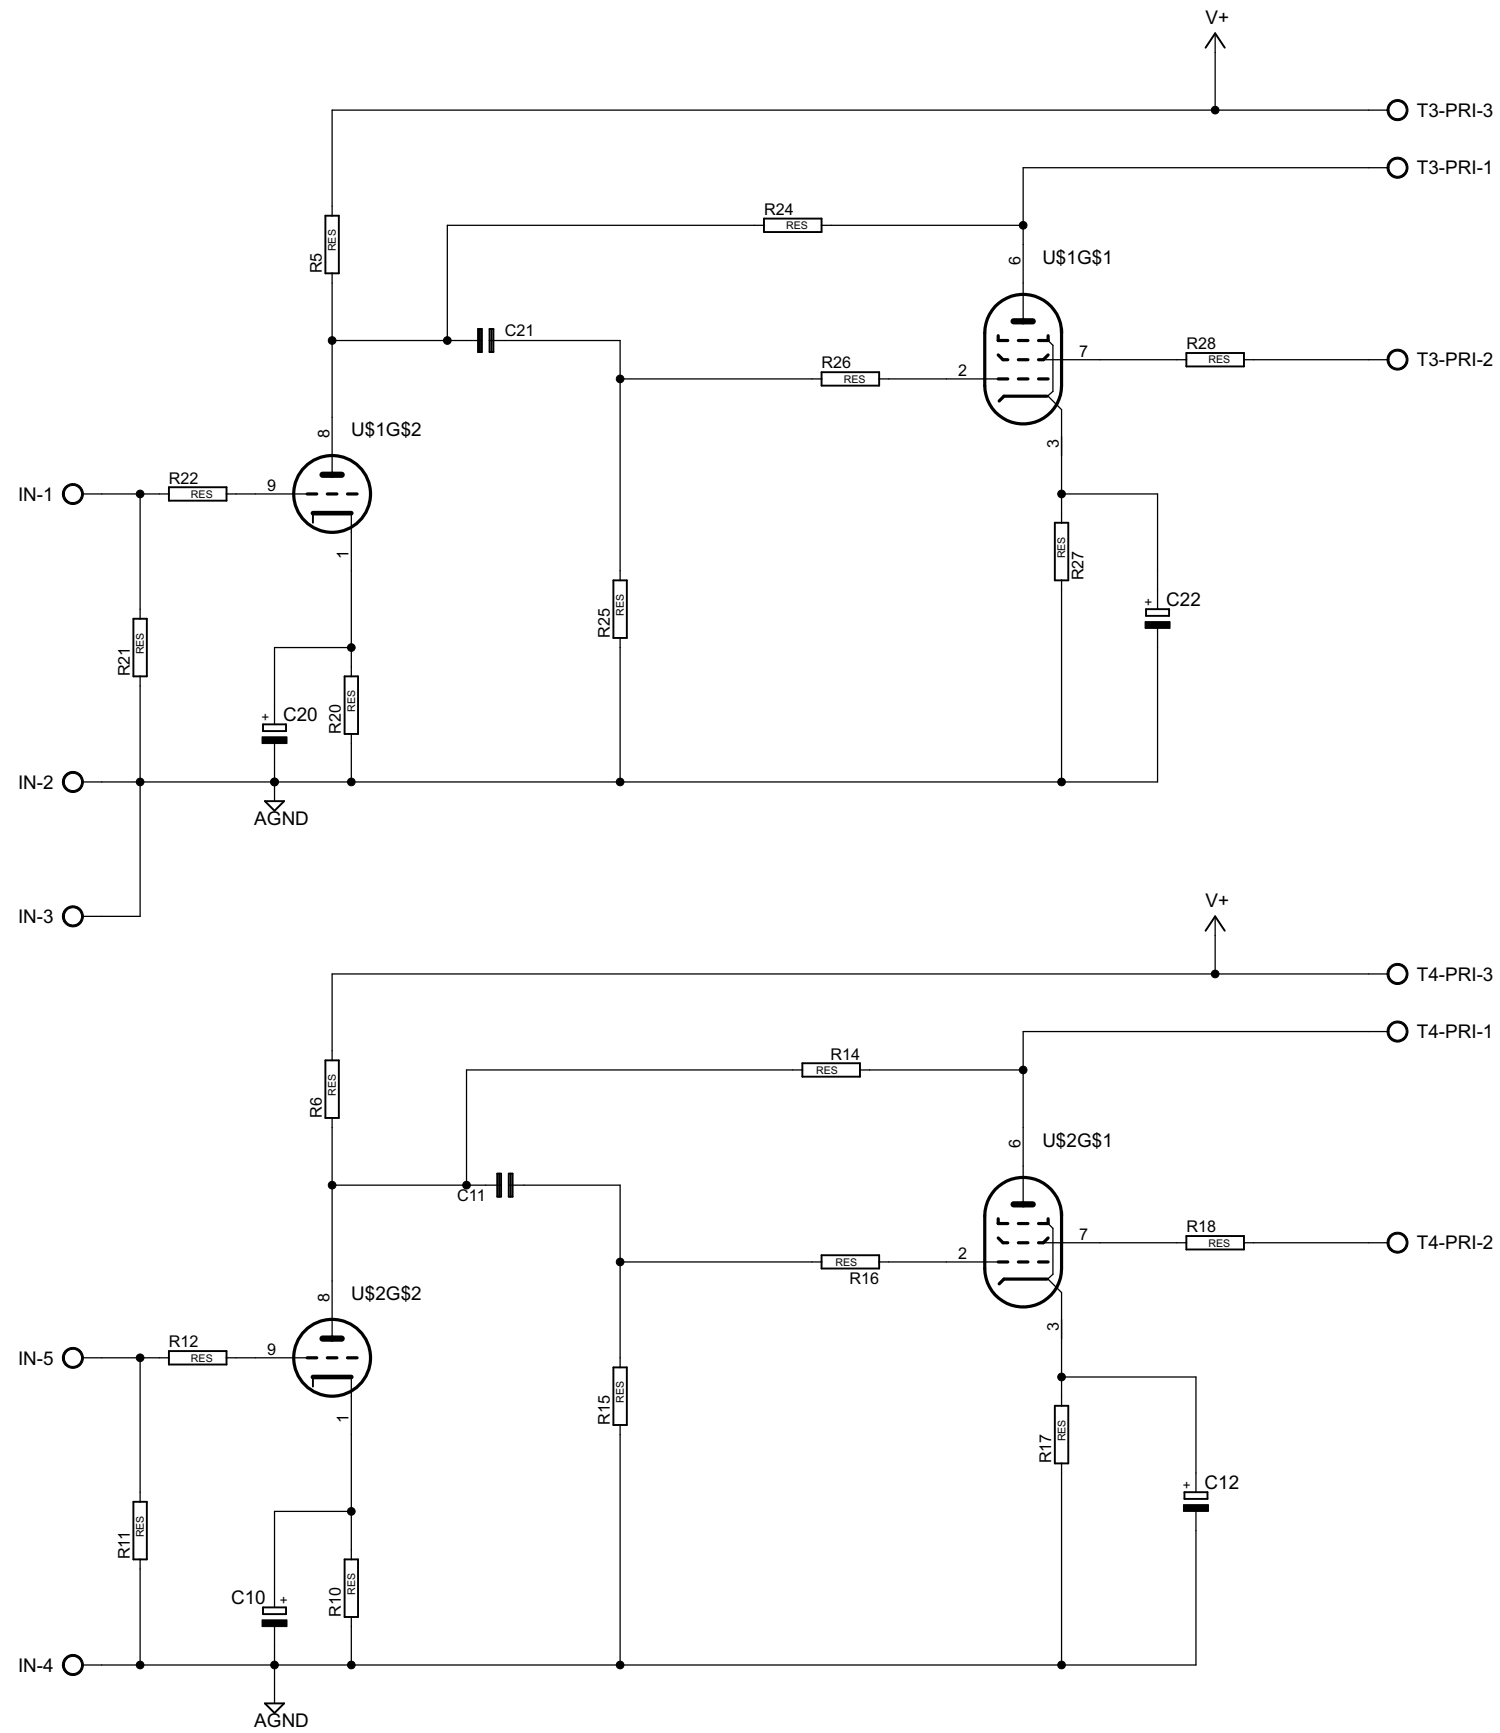 V+
T3-PRI-3
T3-PRI-1
R24
RES
U$1G$1
6
R5
RES
C21
7
R28
RES
T3-PRI-2
R26
RES
2
3
U$1G$2
8
IN-1
R22
RES
9
1
RES
R27
+
C22
R25
RES
R21
RES
+
C20
R20
RES
IN-2
AGND
IN-3
V+
T4-PRI-3
T4-PRI-1
R14
RES
R6
RES
U$2G$1
6
C11
7
R18
RES
T4-PRI-2
2
RES
R16
3
U$2G$2
8
IN-5
R12
RES
9
1
R15
RES
R17
RES
+
C12
R11
RES
C10
+
R10
RES
IN-4
AGND